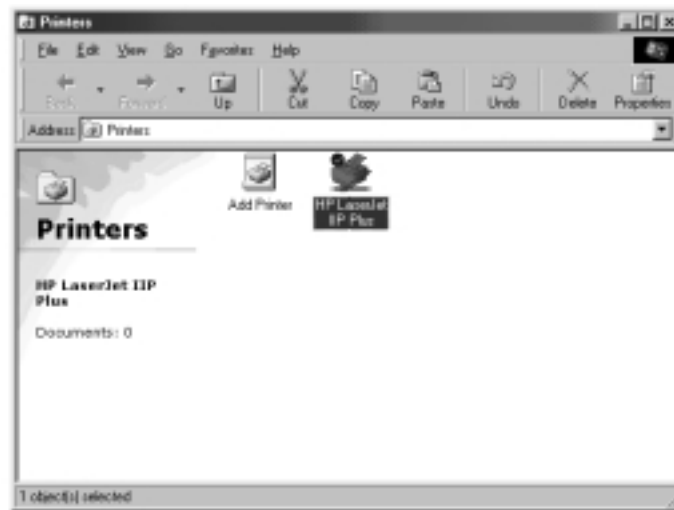 Printers
File Edit View Go Favorites Help
Back Forward Up Cut Copy Paste Undo Delete Properties
Address Printers
Add Printer
HP LaserJet
IIP Plus
Printers
HP LaserJet IIP
Plus
Documents: 0
1 object(s) selected